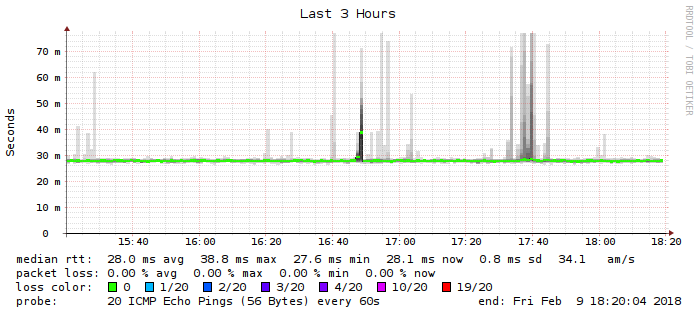 Last 3 Hours
RRDTOOL / TOBI OETIKER
Seconds
70 m
60 m
50 m
40 m
30 m
20 m
10 m
0
15:40 16:00 16:20 16:40 17:00 17:20 17:40 18:00 18:20
median rtt: 28.0 ms avg 38.8 ms max 27.6 ms min 28.1 ms now 0.8 ms sd 34.1 am/s
packet loss: 0.00 % avg 0.00 % max 0.00 % min 0.00 % now
loss color: 0 1/20 2/20 3/20 4/20 10/20 19/20
probe: 20 ICMP Echo Pings (56 Bytes) every 60s end: Fri Feb 9 18:20:04 2018